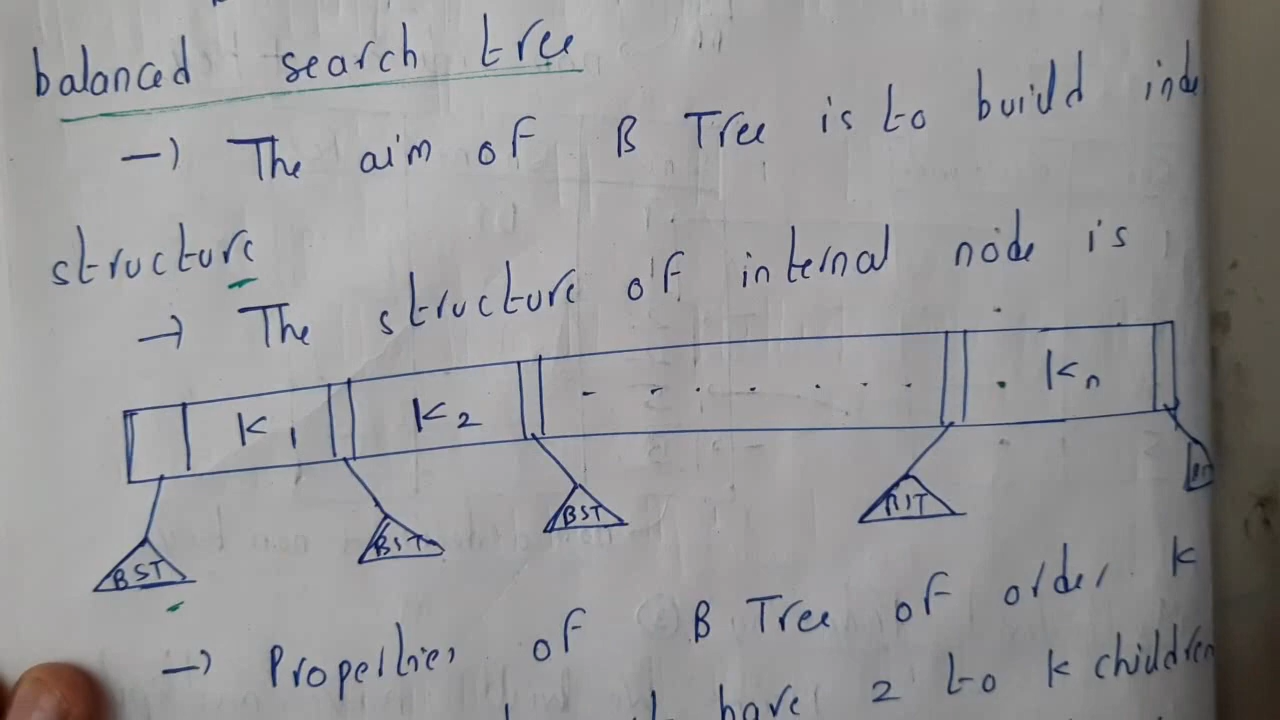 balanced search tree
→ The aim of B Tree is to build inde
structure
→ The structure of internal node is
K1 K2 - - . . . . . Kn
BST BST BST BST
→ Properties of B Tree of order K
have 2 to K children